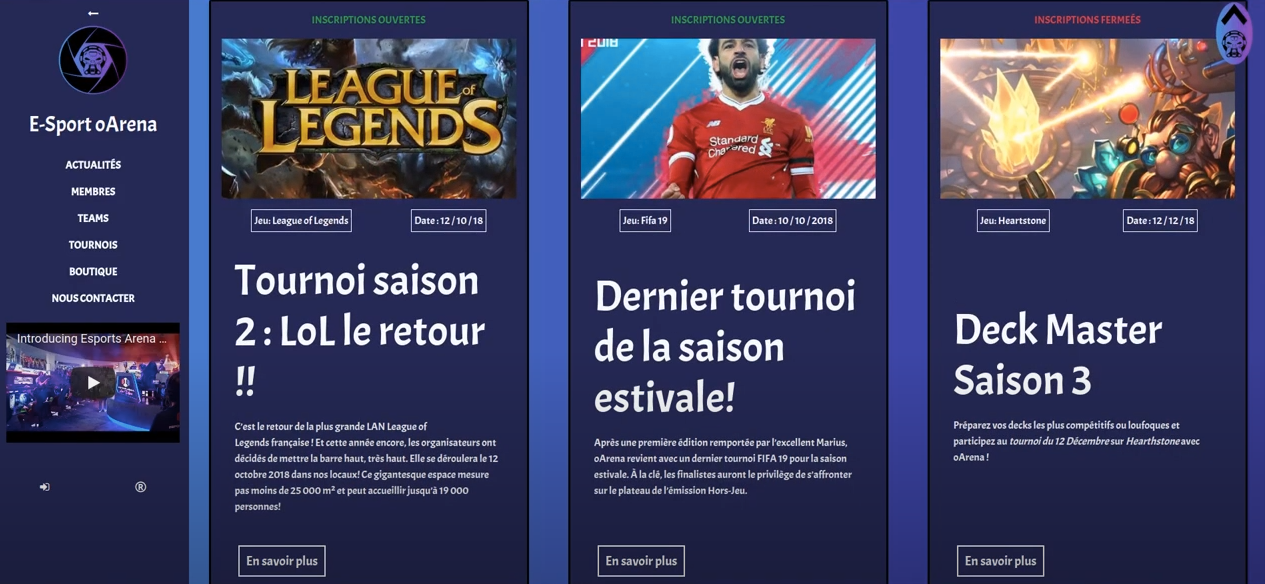 ←
E-Sport oArena
ACTUALITÉS
MEMBRES
TEAMS
TOURNOIS
BOUTIQUE
NOUS CONTACTER
Introducing Esports Arena ...
®
INSCRIPTIONS OUVERTES
LEAGUE of
LEGENDS
Jeu: League of Legends
Date : 12 / 10 / 18
Tournoi saison
2 : LoL le retour
!!
C'est le retour de la plus grande LAN League of
Legends française ! Et cette année encore, les organisateurs ont
décidés de mettre la barre haut, très haut. Elle se déroulera le 12
octobre 2018 dans nos locaux! Ce gigantesque espace mesure
pas moins de 25 000 m² et peut accueillir jusqu'à 19 000
personnes!
En savoir plus
INSCRIPTIONS OUVERTES
2018
Standard
Chartered
Jeu: Fifa 19
Date : 10 / 10 / 2018
Dernier tournoi
de la saison
estivale!
Après une première édition remportée par l'excellent Marius,
oArena revient avec un dernier tournoi FIFA 19 pour la saison
estivale. À la clé, les finalistes auront le privilège de s'affronter
sur le plateau de l'émission Hors-Jeu.
En savoir plus
INSCRIPTIONS FERMEÉS
Jeu: Heartstone
Date : 12 / 12 / 18
Deck Master
Saison 3
Préparez vos decks les plus compétitifs ou loufoques et
participez au tournoi du 12 Décembre sur Hearthstone avec
oArena !
En savoir plus